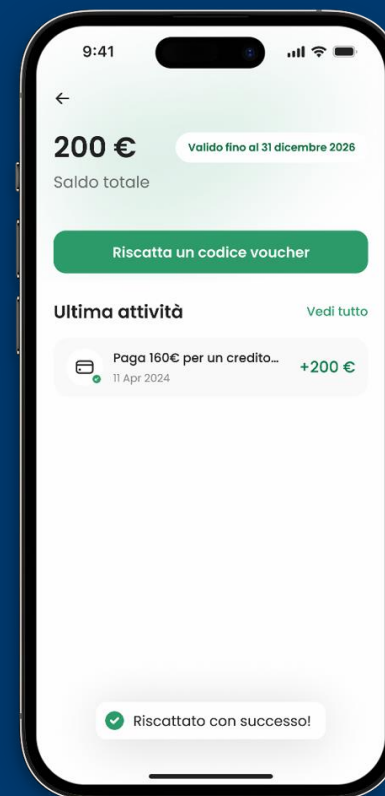 9:41
200 €
Valido fino al 31 dicembre 2026
Saldo totale
Riscatta un codice voucher
Ultima attività
Vedi tutto
Paga 160€ per un credito...
+200 €
11 Apr 2024
Riscattato con successo!